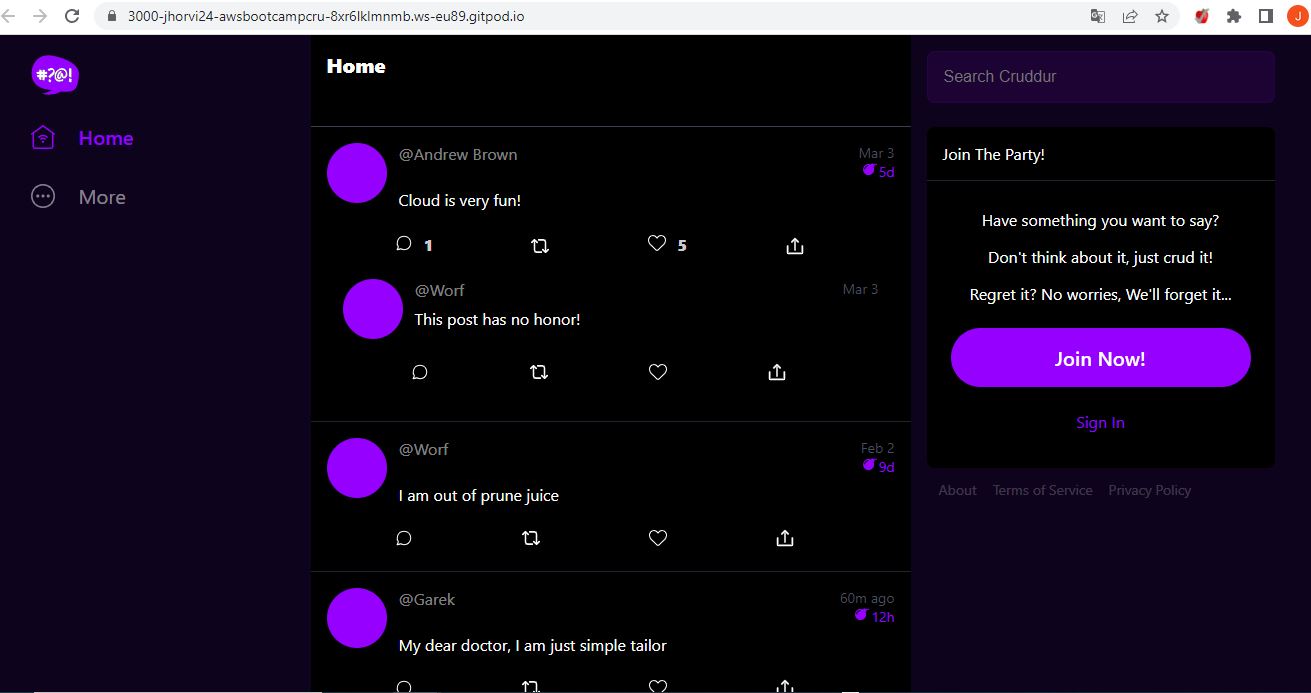 3000-jhorvi24-awsbootcampcru-8xr6lklmnmb.ws-eu89.gitpod.io
J
#?@!
Home
More
Home
@Andrew Brown
Mar 3
5d
Cloud is very fun!
1
5
@Worf
Mar 3
This post has no honor!
@Worf
Feb 2
9d
I am out of prune juice
@Garek
60m ago
12h
My dear doctor, I am just simple tailor
Search Cruddur
Join The Party!
Have something you want to say?
Don't think about it, just crud it!
Regret it? No worries, We'll forget it...
Join Now!
Sign In
About Terms of Service Privacy Policy